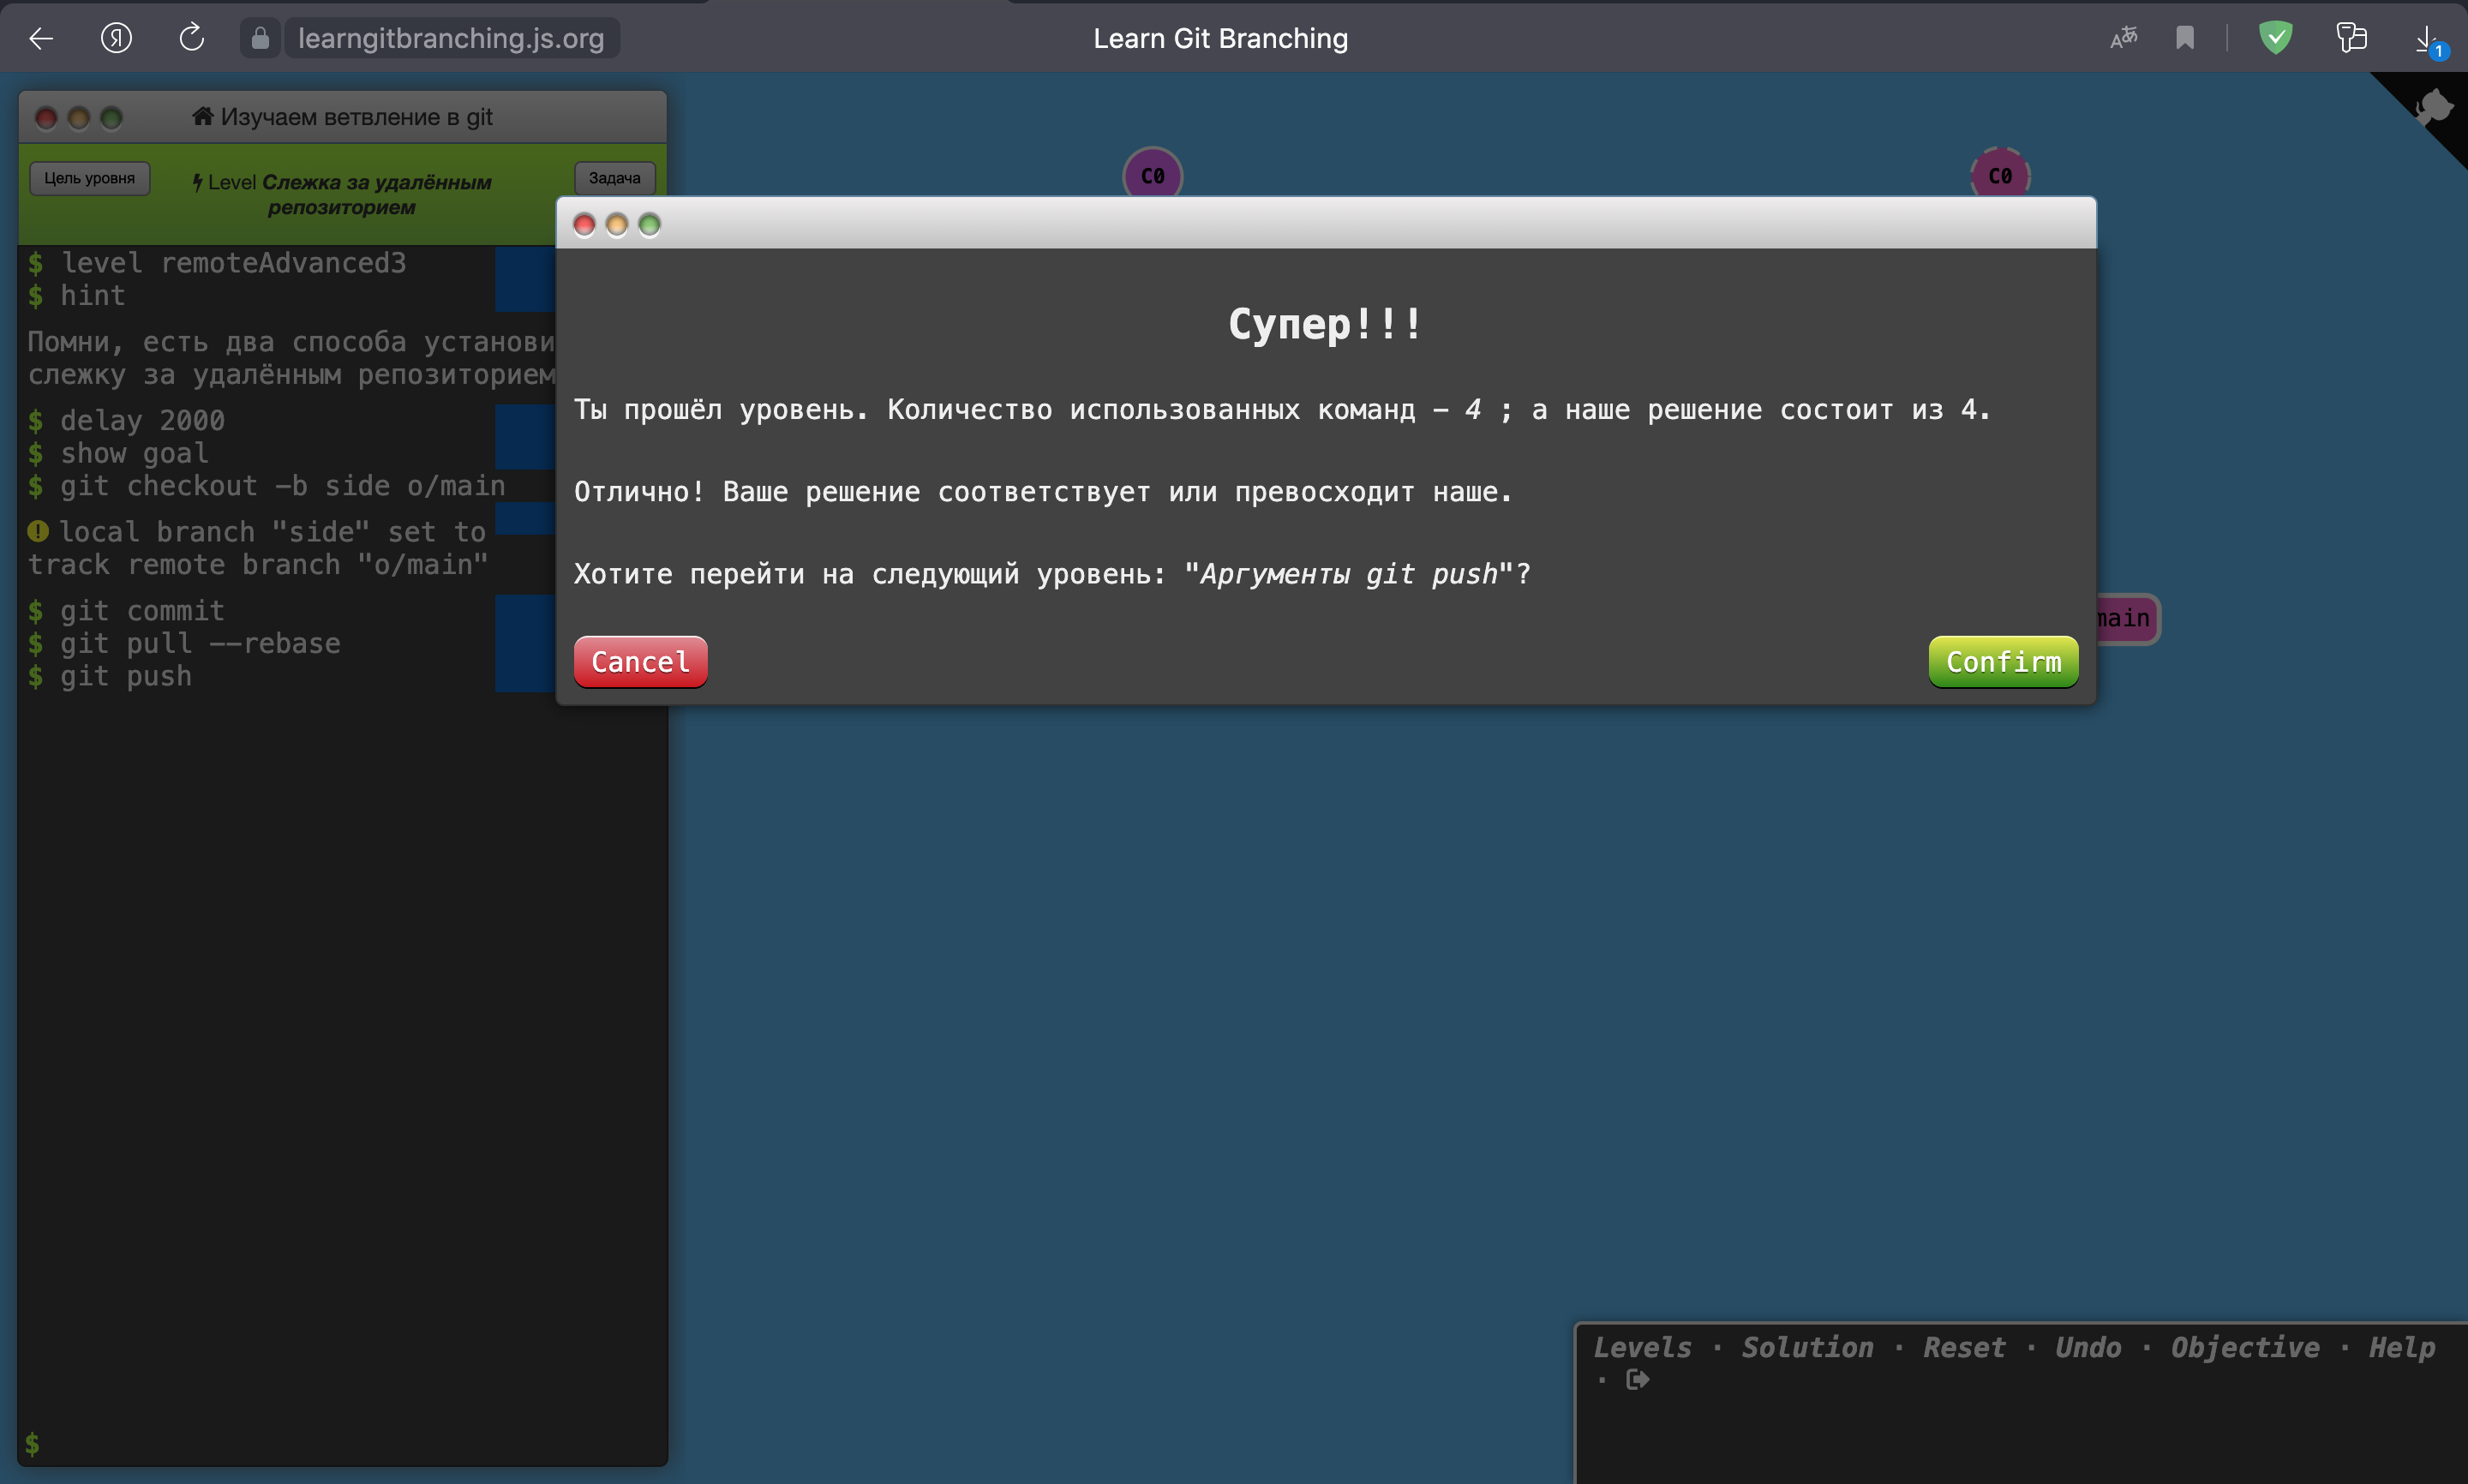 Я
learngitbranching.js.org
Learn Git Branching
1
Изучаем ветвление в git
Цель уровня
Level Слежка за удалённым
репозиторием
Задача
$ level remoteAdvanced3
$ hint
Помни, есть два способа установи
слежку за удалённым репозиторием
$ delay 2000
$ show goal
$ git checkout -b side o/main
local branch "side" set to
track remote branch "o/main"
$ git commit
$ git pull --rebase
$ git push
$
C0
C0
Супер!!!
Ты прошёл уровень. Количество использованных команд - 4 ; а наше решение состоит из 4.
Отлично! Ваше решение соответствует или превосходит наше.
Хотите перейти на следующий уровень: "Аргументы git push"?
Cancel
Confirm
main
Levels · Solution · Reset · Undo · Objective · Help
·